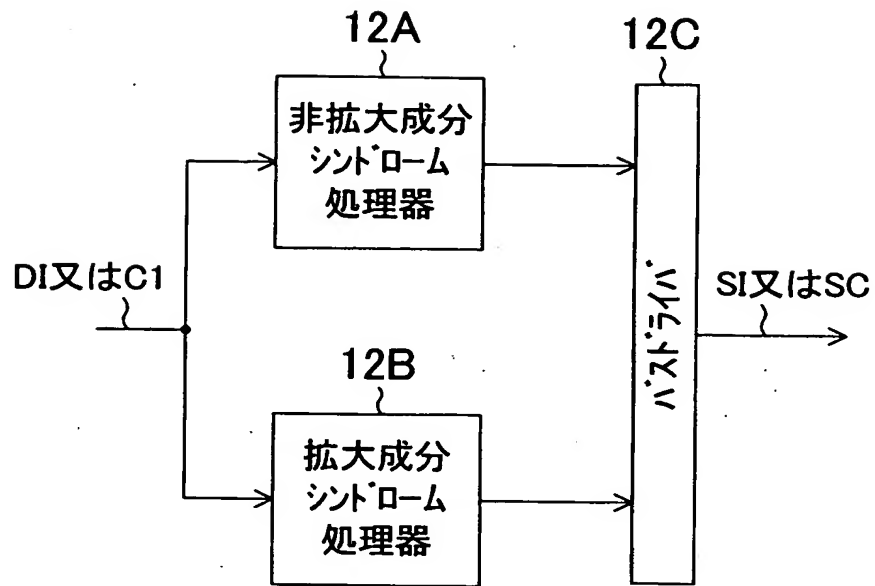 12A
12C
非拡大成分
シンドローム
処理器
DI又はC1
バスドライバ
SI又はSC
12B
拡大成分
シンドローム
処理器